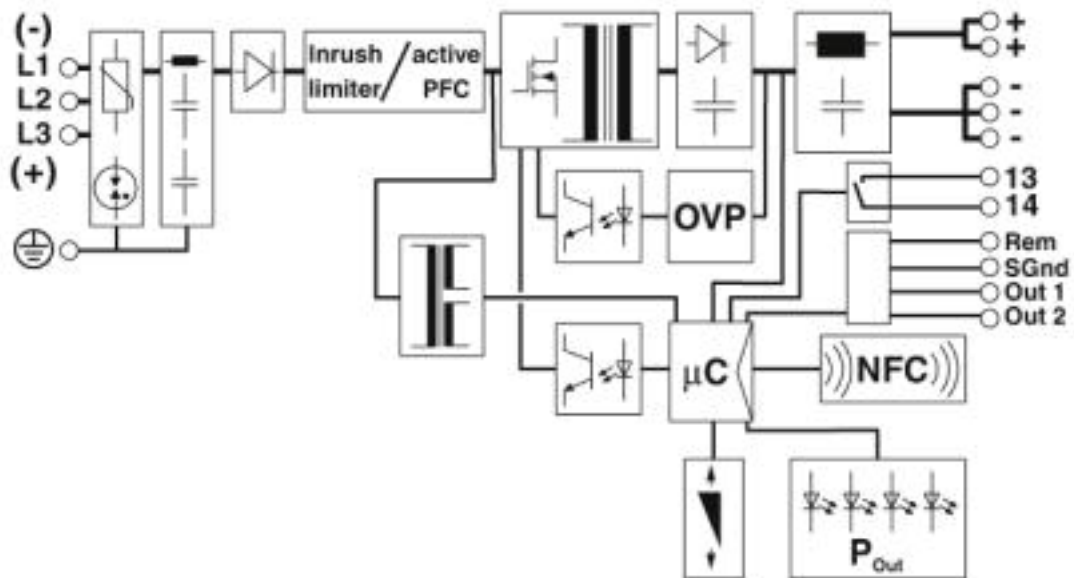 (-)
L1
L2
L3
(+)
Inrush / active
limiter / PFC
+
+
-
-
-
13
14
OVP
Rem
SGnd
Out 1
Out 2
µC
NFC
POut